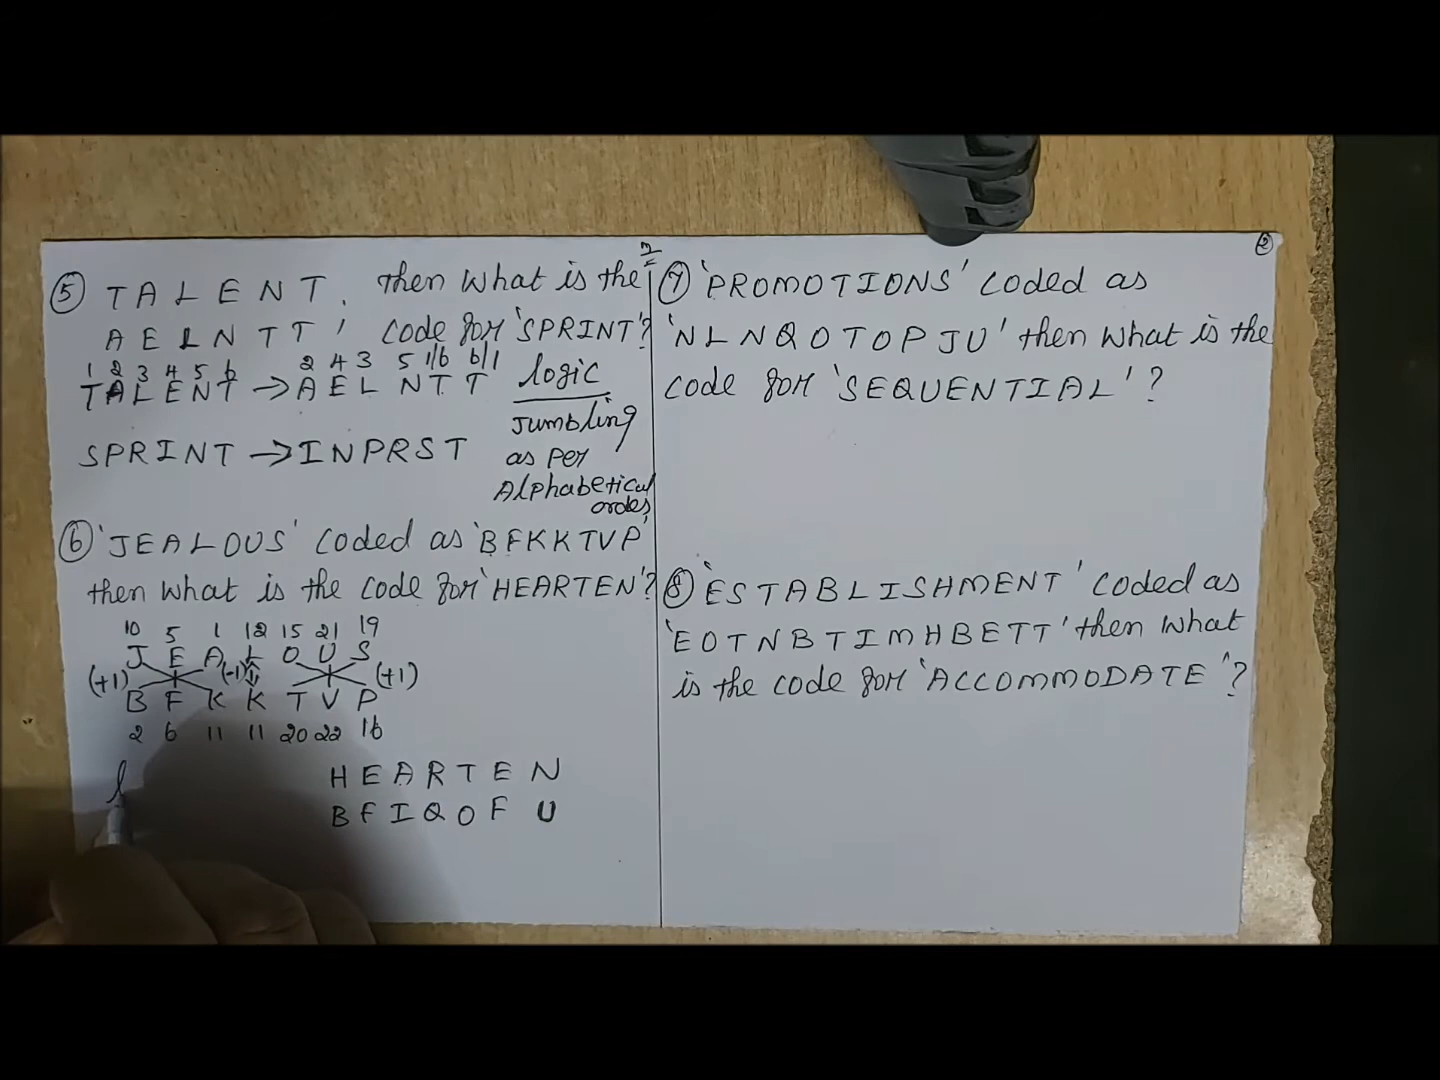 ⑤ TALENT, then what is the
AELNTT' code for 'SPRINT'?
1 2 3 4 5 6 2 4 3 5 1/6 6/1
TALENT → AELNTT logic
Jumbling
SPRINT → INPRST as per
Alphabetical
order
⑥ 'JEALOUS' coded as 'BFKKTVP'
then what is the code for 'HEARTEN'?
10 5 1 12 15 21 19
J E A L O U S
(+1) (-1) (+1)
B F K K T V P
2 6 11 11 20 22 16
l H E A R T E N
B F I Q O F U
②
⑦ 'PROMOTIONS' coded as
'NLNQOTOPJU' then what is the
code for 'SEQUENTIAL'?
⑧ 'ESTABLISHMENT' coded as
'EOTNBTIMHBETT' then what
is the code for 'ACCOMMODATE'?